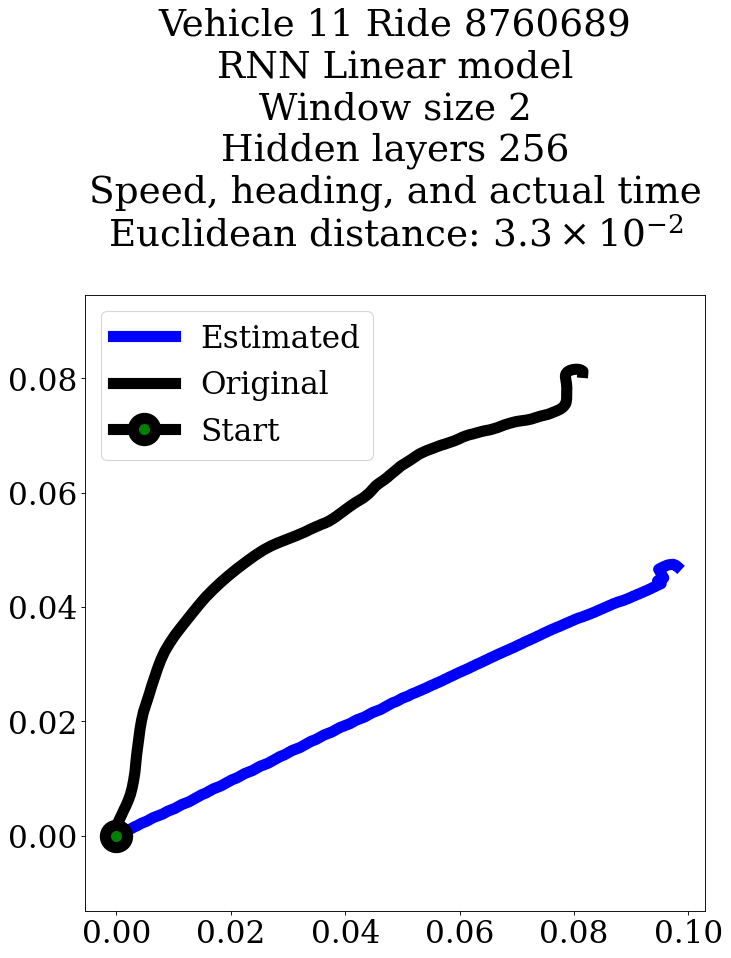 Vehicle 11 Ride 8760689
RNN Linear model
Window size 2
Hidden layers 256
Speed, heading, and actual time
Euclidean distance: 3.3 × 10⁻²
Estimated
Original
Start
0.08
0.06
0.04
0.02
0.00
0.00 0.02 0.04 0.06 0.08 0.10